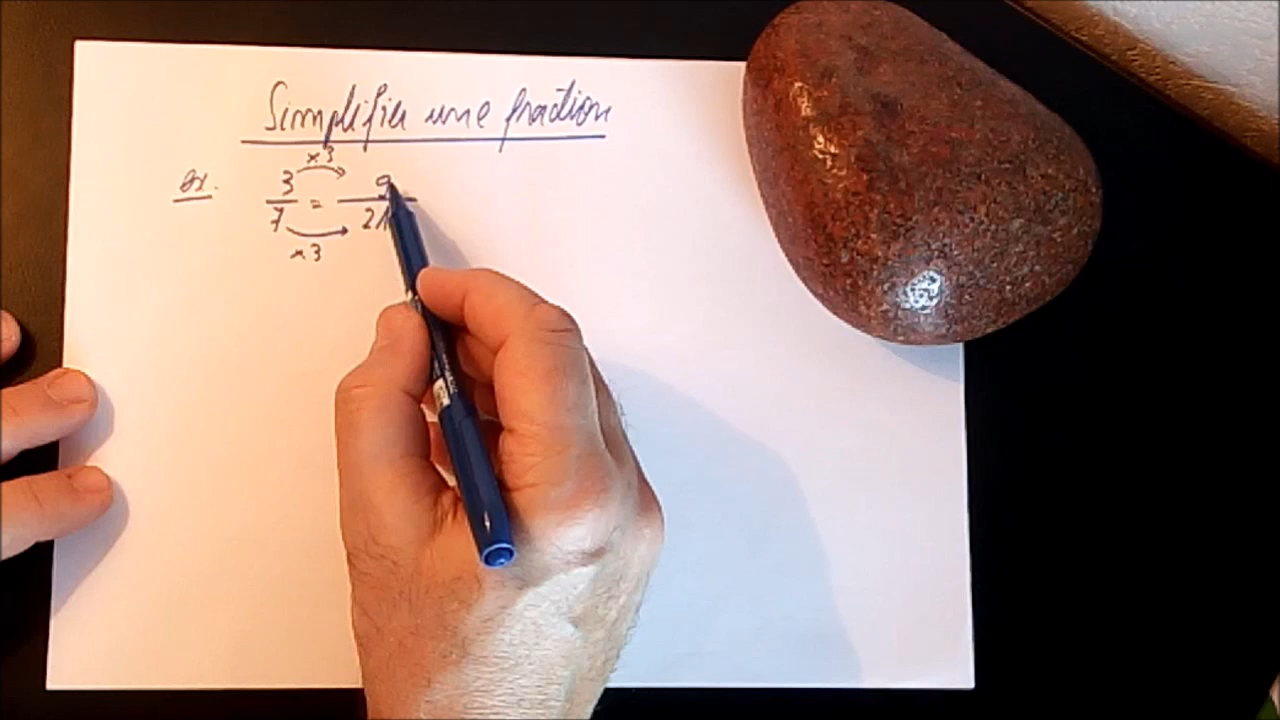 Simplifier une fraction
ex. 3/7 = 9/21
×3
×3